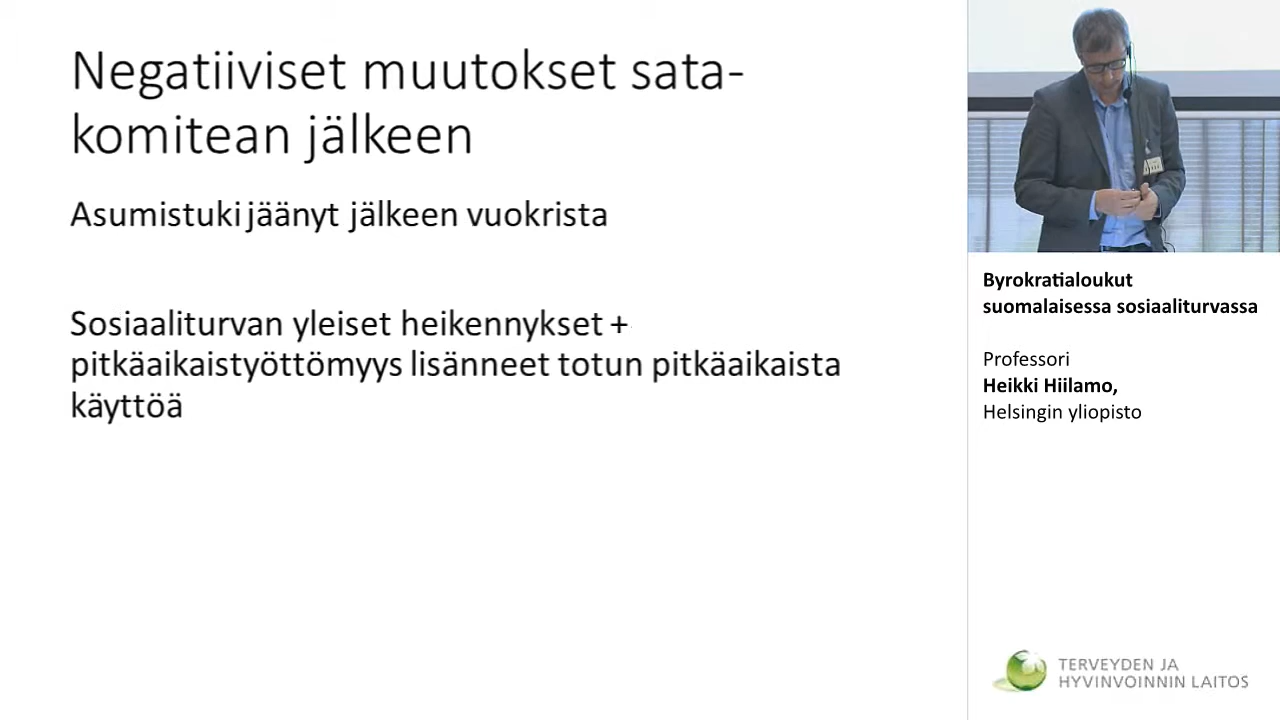 Negatiiviset muutokset sata-
komitean jälkeen
Asumistuki jäänyt jälkeen vuokrista
Sosiaaliturvan yleiset heikennykset +
pitkäaikaistyöttömyys lisänneet totun pitkäaikaista
käyttöä
Byrokratialoukut
suomalaisessa sosiaaliturvassa
Professori
Heikki Hiilamo,
Helsingin yliopisto
TERVEYDEN JA
HYVINVOINNIN LAITOS